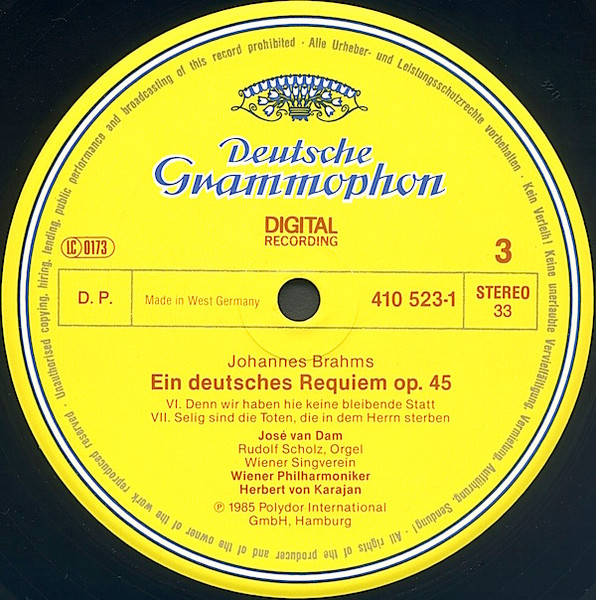 Deutsche
Grammophon
DIGITAL
RECORDING
LC 0173
3
D. P.
Made in West Germany
410 523-1
STEREO
33
Johannes Brahms
Ein deutsches Requiem op. 45
VI. Denn wir haben hie keine bleibende Statt
VII. Selig sind die Toten, die in dem Herrn sterben
José van Dam
Rudolf Scholz, Orgel
Wiener Singverein
Wiener Philharmoniker
Herbert von Karajan
Ⓟ 1985 Polydor International
GmbH, Hamburg
Alle Urheber- und Leistungsschutzrechte vorbehalten · Kein Verleih! Keine unerlaubte Vervielfältigung, Vermietung, Aufführung, Sendung! · All rights of the producer and of the owner of the work reproduced reserved · Unauthorised copying, hiring, lending, public performance and broadcasting of this record prohibited ·